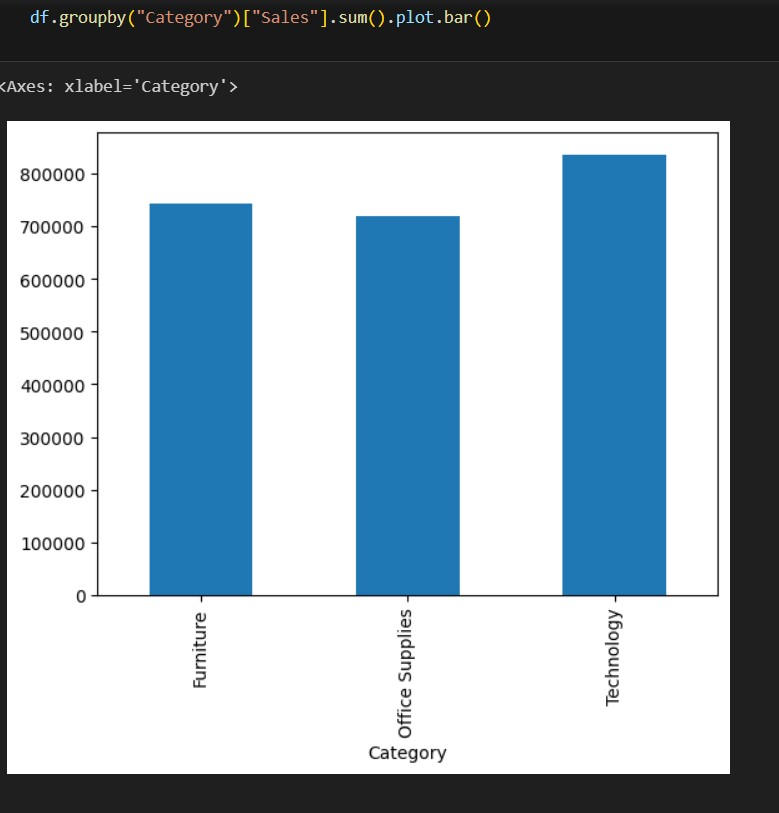 df.groupby("Category")["Sales"].sum().plot.bar()
<Axes: xlabel='Category'>
800000
700000
600000
500000
400000
300000
200000
100000
0
Furniture
Office Supplies
Technology
Category